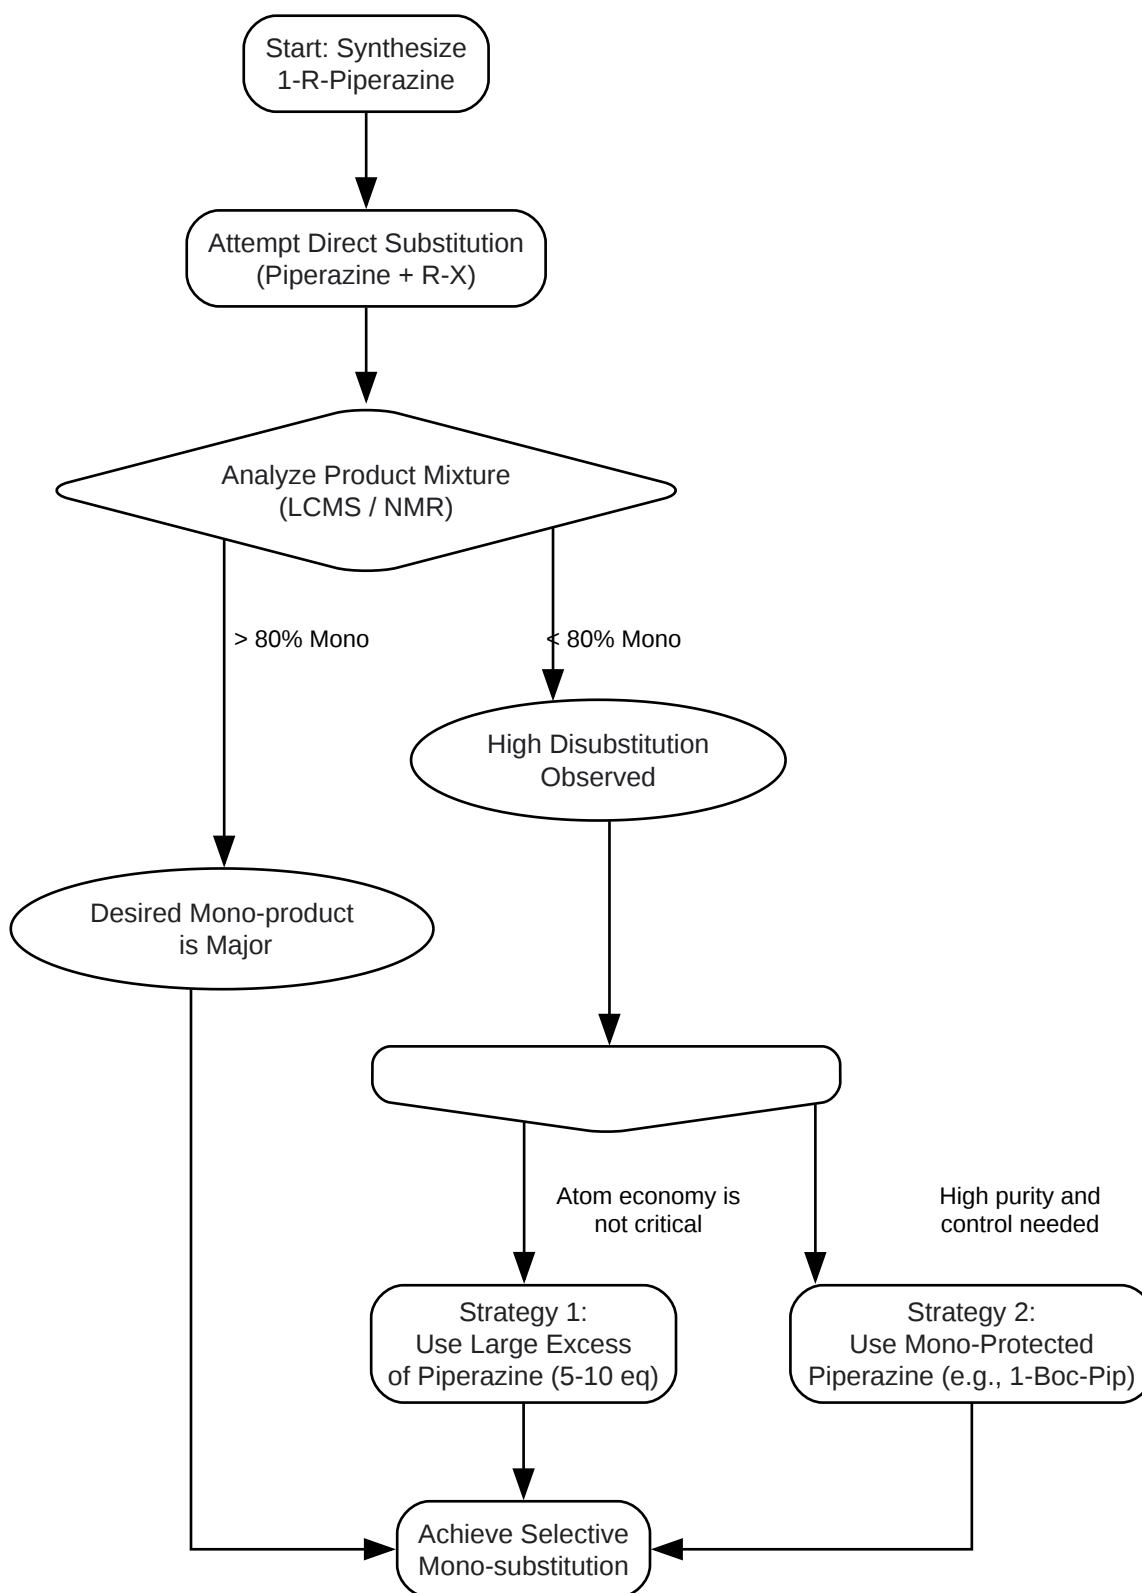 Start: Synthesize
1-R-Piperazine
Attempt Direct Substitution
(Piperazine + R-X)
Analyze Product Mixture
(LCMS / NMR)
> 80% Mono
< 80% Mono
High Disubstitution
Observed
Desired Mono-product
is Major
Atom economy is
not critical
High purity and
control needed
Strategy 1:
Use Large Excess
of Piperazine (5-10 eq)
Strategy 2:
Use Mono-Protected
Piperazine (e.g., 1-Boc-Pip)
Achieve Selective
Mono-substitution